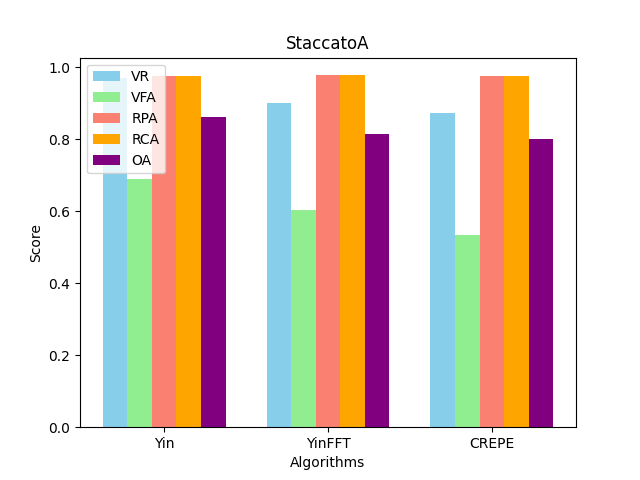 StaccatoA
VR
VFA
RPA
RCA
OA
1.0
0.8
0.6
0.4
0.2
0.0
Score
Yin YinFFT CREPE
Algorithms